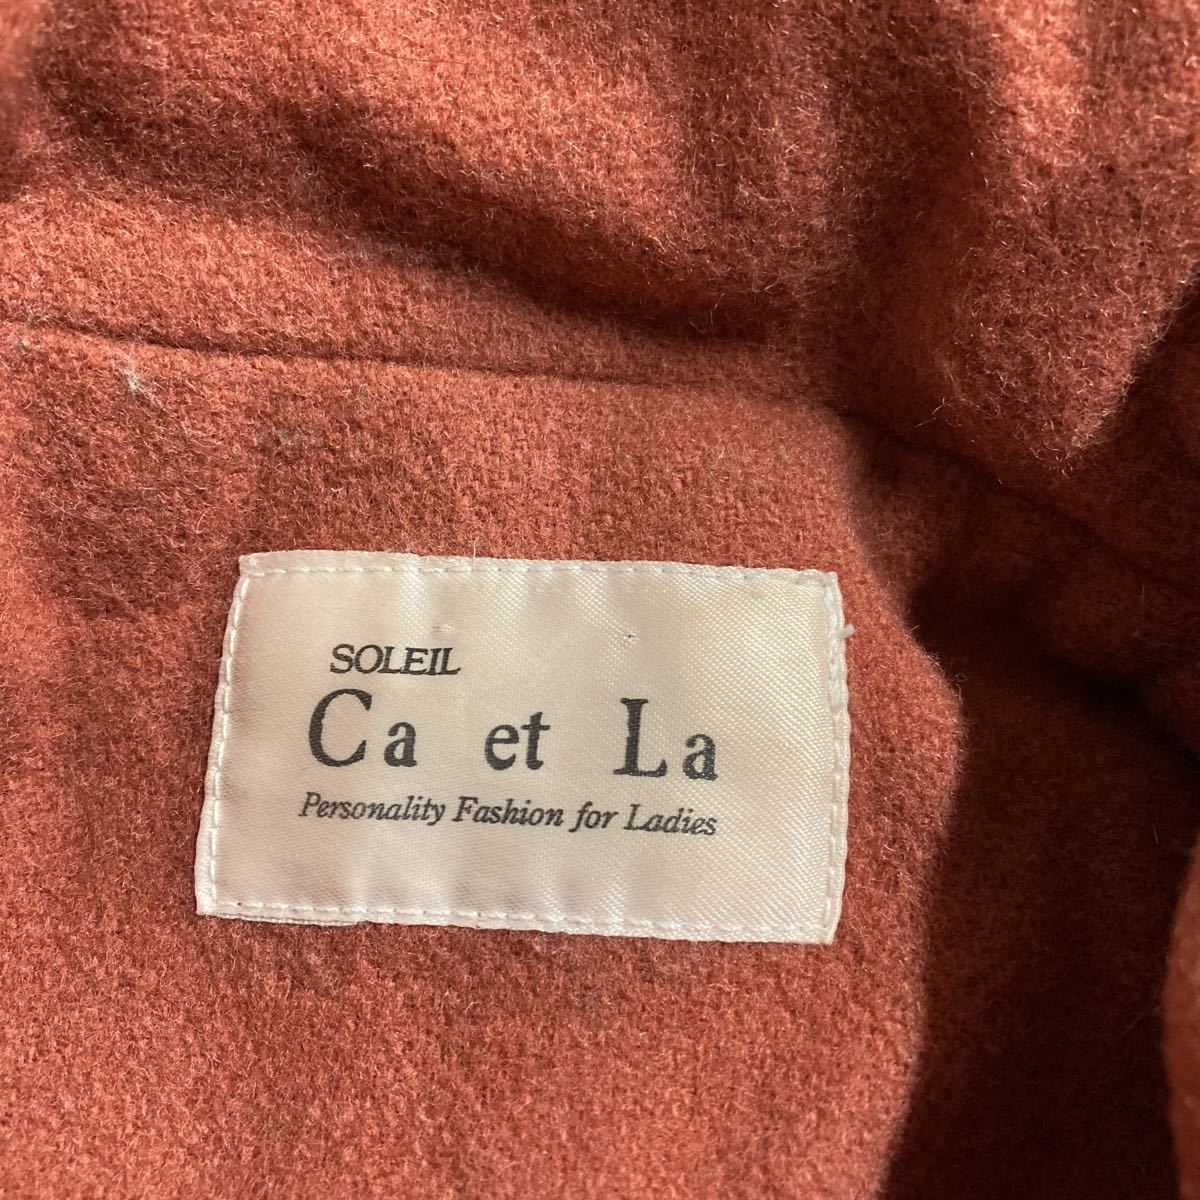 SOLEIL
Ca et La
Personality Fashion for Ladies